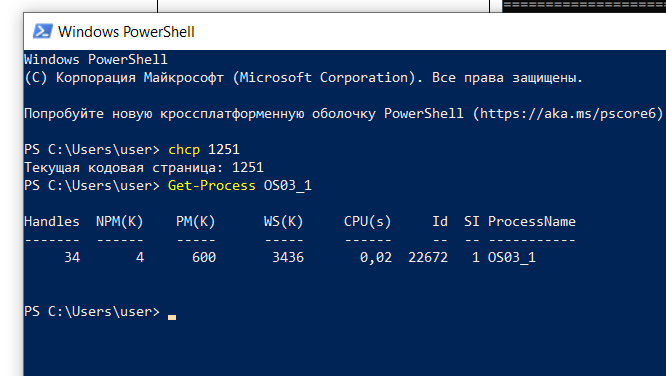 Windows PowerShell
Windows PowerShell
(C) Корпорация Майкрософт (Microsoft Corporation). Все права защищены.
Попробуйте новую кроссплатформенную оболочку PowerShell (https://aka.ms/pscore6)
PS C:\Users\user> chcp 1251
Текущая кодовая страница: 1251
PS C:\Users\user> Get-Process OS03_1
Handles  NPM(K)    PM(K)      WS(K)     CPU(s)     Id  SI ProcessName
-------  ------    -----      -----     ------     --  -- -----------
     34       4      600       3436       0,02  22672   1 OS03_1
PS C:\Users\user>